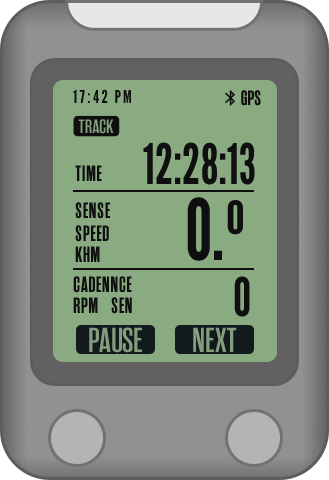 17:42 PM GPS
TRACK
TIME 12:28:13
SENSE
SPEED
KHM
0.0
CADENNCE
RPM SEN
0
PAUSE NEXT